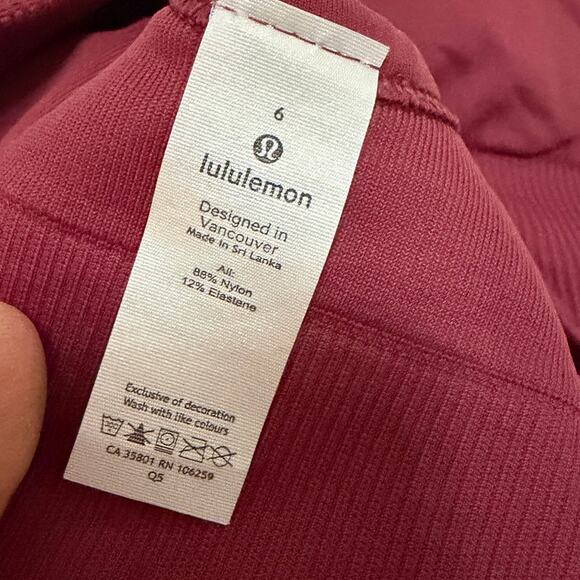 6
lululemon
Designed in
Vancouver
Made in Sri Lanka
All:
88% Nylon
12% Elastane
Exclusive of decoration
Wash with like colours
CA 35801 RN 106259
Q5